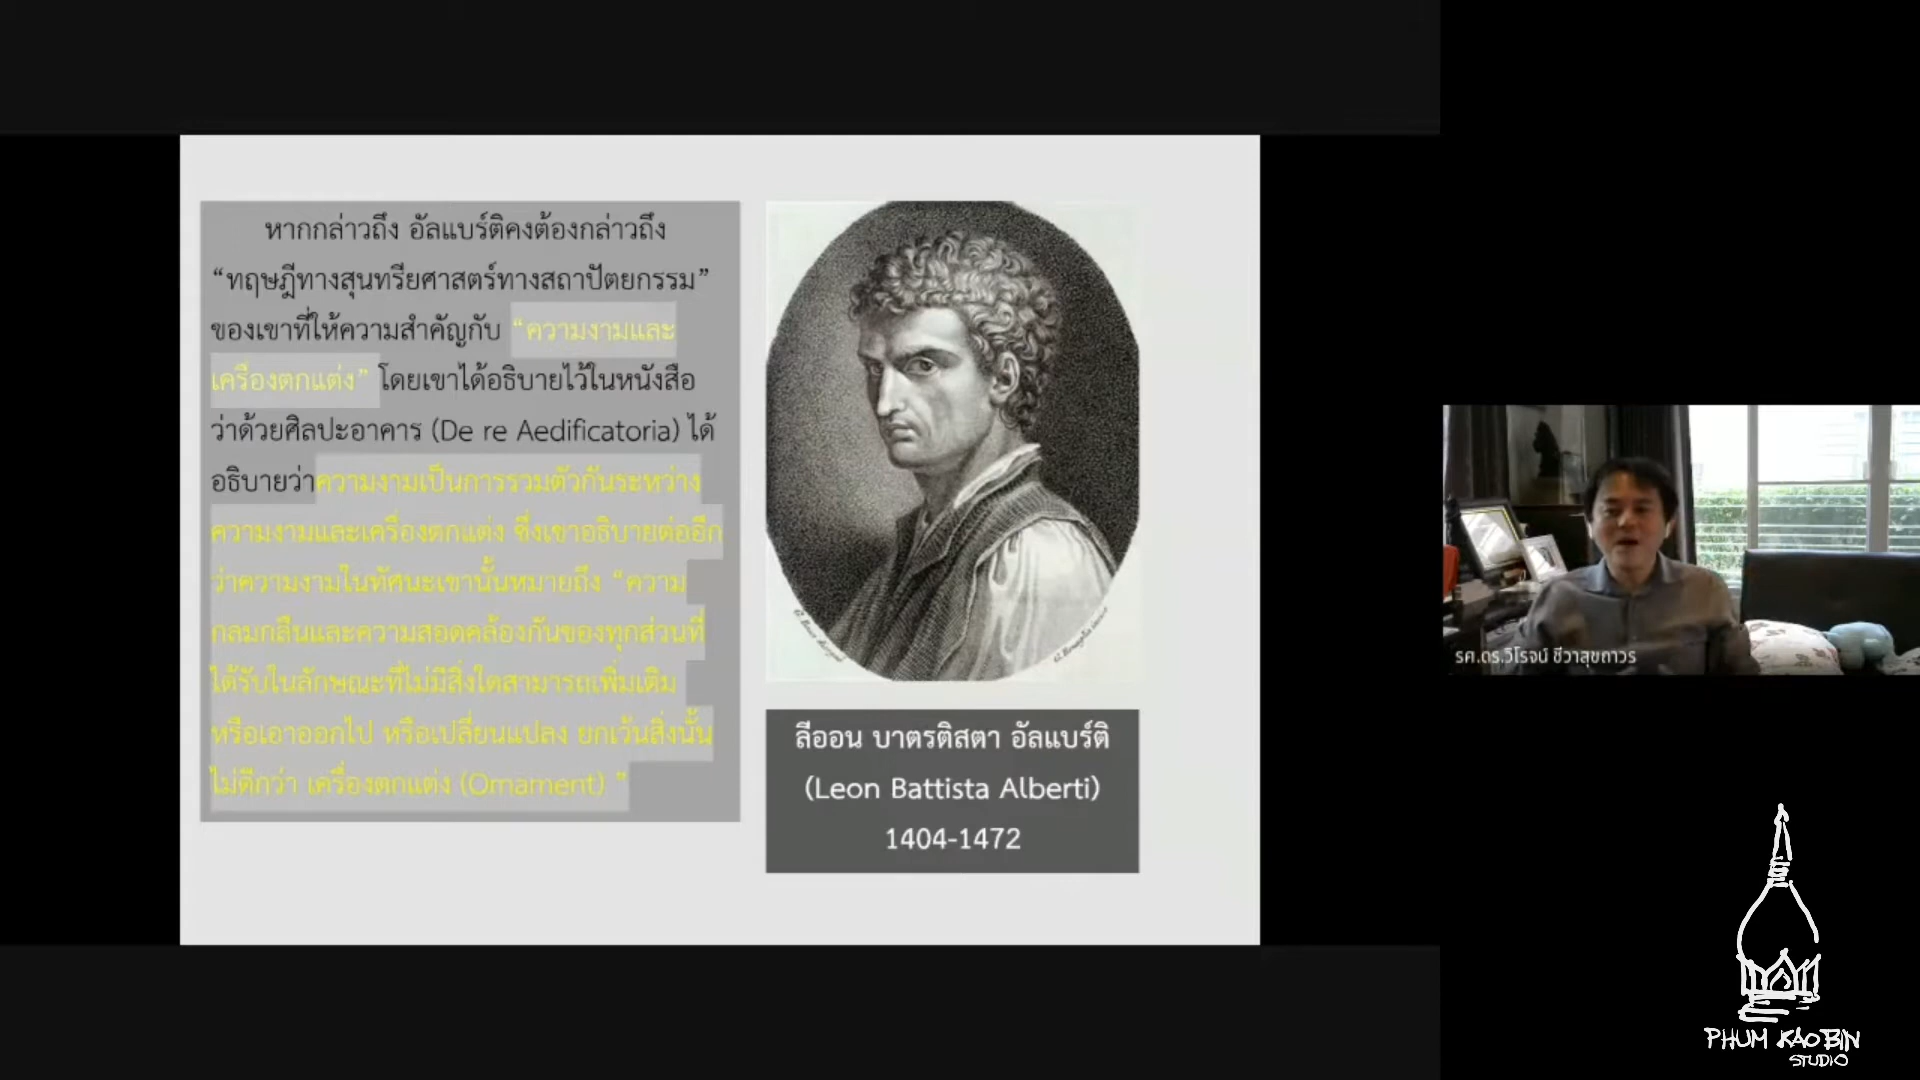 หากกล่าวถึง อัลแบร์ติคงต้องกล่าวถึง
“ทฤษฎีทางสุนทรียศาสตร์ทางสถาปัตยกรรม”
ของเขาที่ให้ความสำคัญกับ “ความงามและ
เครื่องตกแต่ง” โดยเขาได้อธิบายไว้ในหนังสือ
ว่าด้วยศิลปะอาคาร (De re Aedificatoria) ได้
อธิบายว่าความงามเป็นการรวมตัวกันระหว่าง
ความงามและเครื่องตกแต่ง ซึ่งเขาอธิบายต่ออีก
ว่าความงามในทัศนะเขานั้นหมายถึง “ความ
กลมกลืนและความสอดคล้องกันของทุกส่วนที่
ได้รับในลักษณะที่ไม่มีสิ่งใดสามารถเพิ่มเติม
หรือเอาออกไป หรือเปลี่ยนแปลง ยกเว้นสิ่งนั้น
ไม่ดีกว่า เครื่องตกแต่ง (Ornament) ”
ลีออน บาตรติสตา อัลแบร์ติ
(Leon Battista Alberti)
1404-1472
รศ.ดร.วิโรจน์ ชีวาสุขถาวร
PHUM KAO BIN
STUDIO